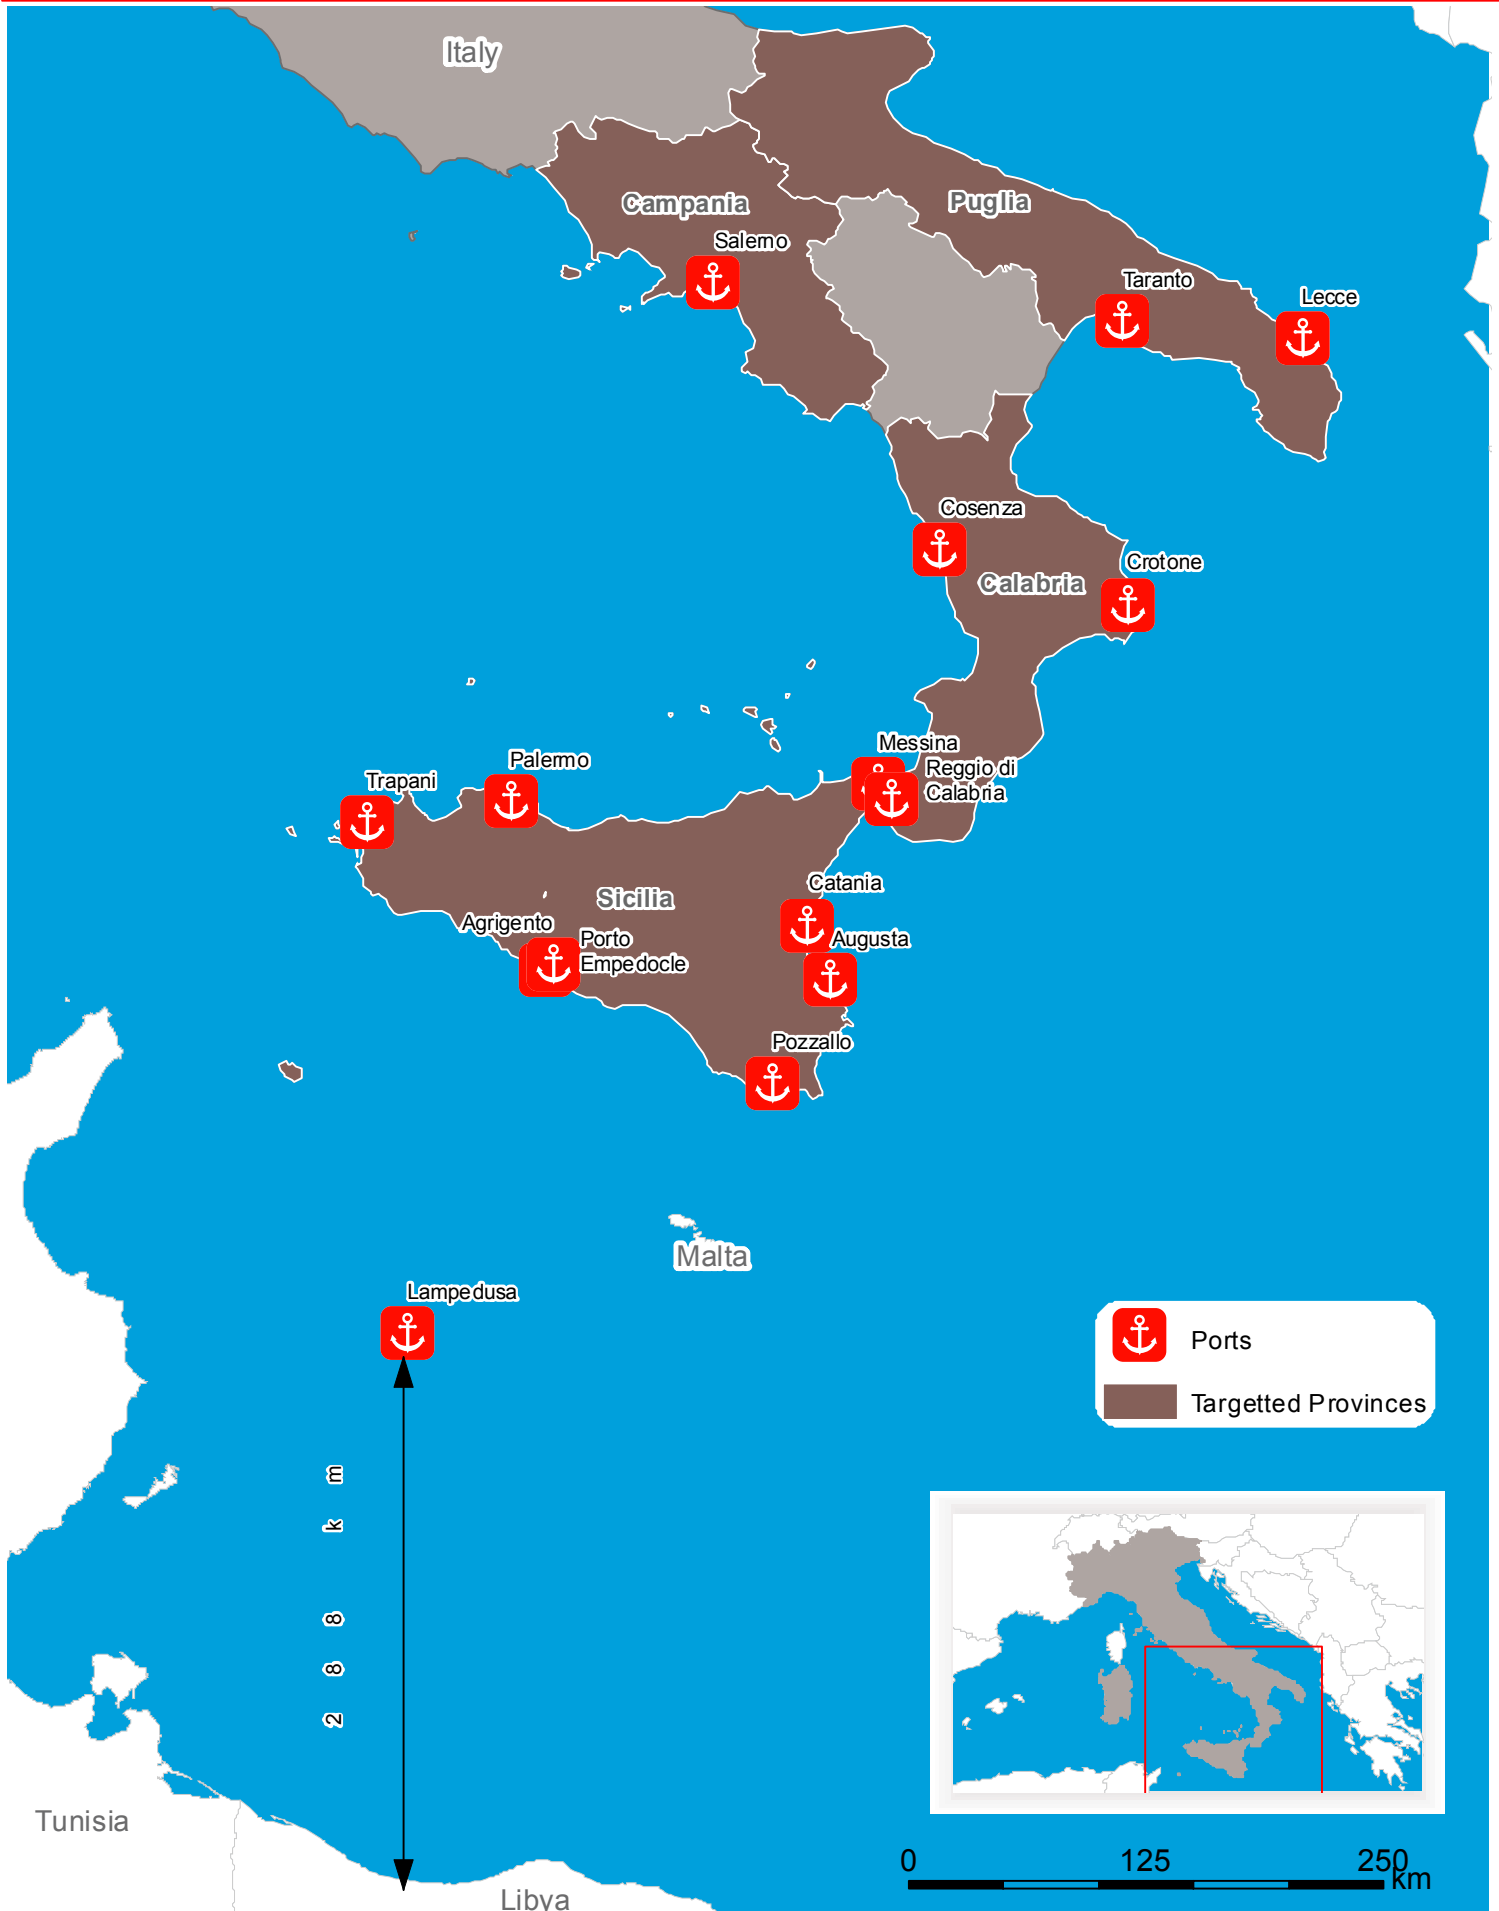 Italy
Campania
Puglia
Salerno
Taranto
Lecce
Cosenza
Crotone
Calabria
Messina
Reggio di
Calabria
Palermo
Trapani
Catania
Sicilia
Agrigento
Porto
Empedocle
Augusta
Pozzallo
Malta
Lampedusa
Ports
Targetted Provinces
288 km
Tunisia
Libya
0 125 250
km